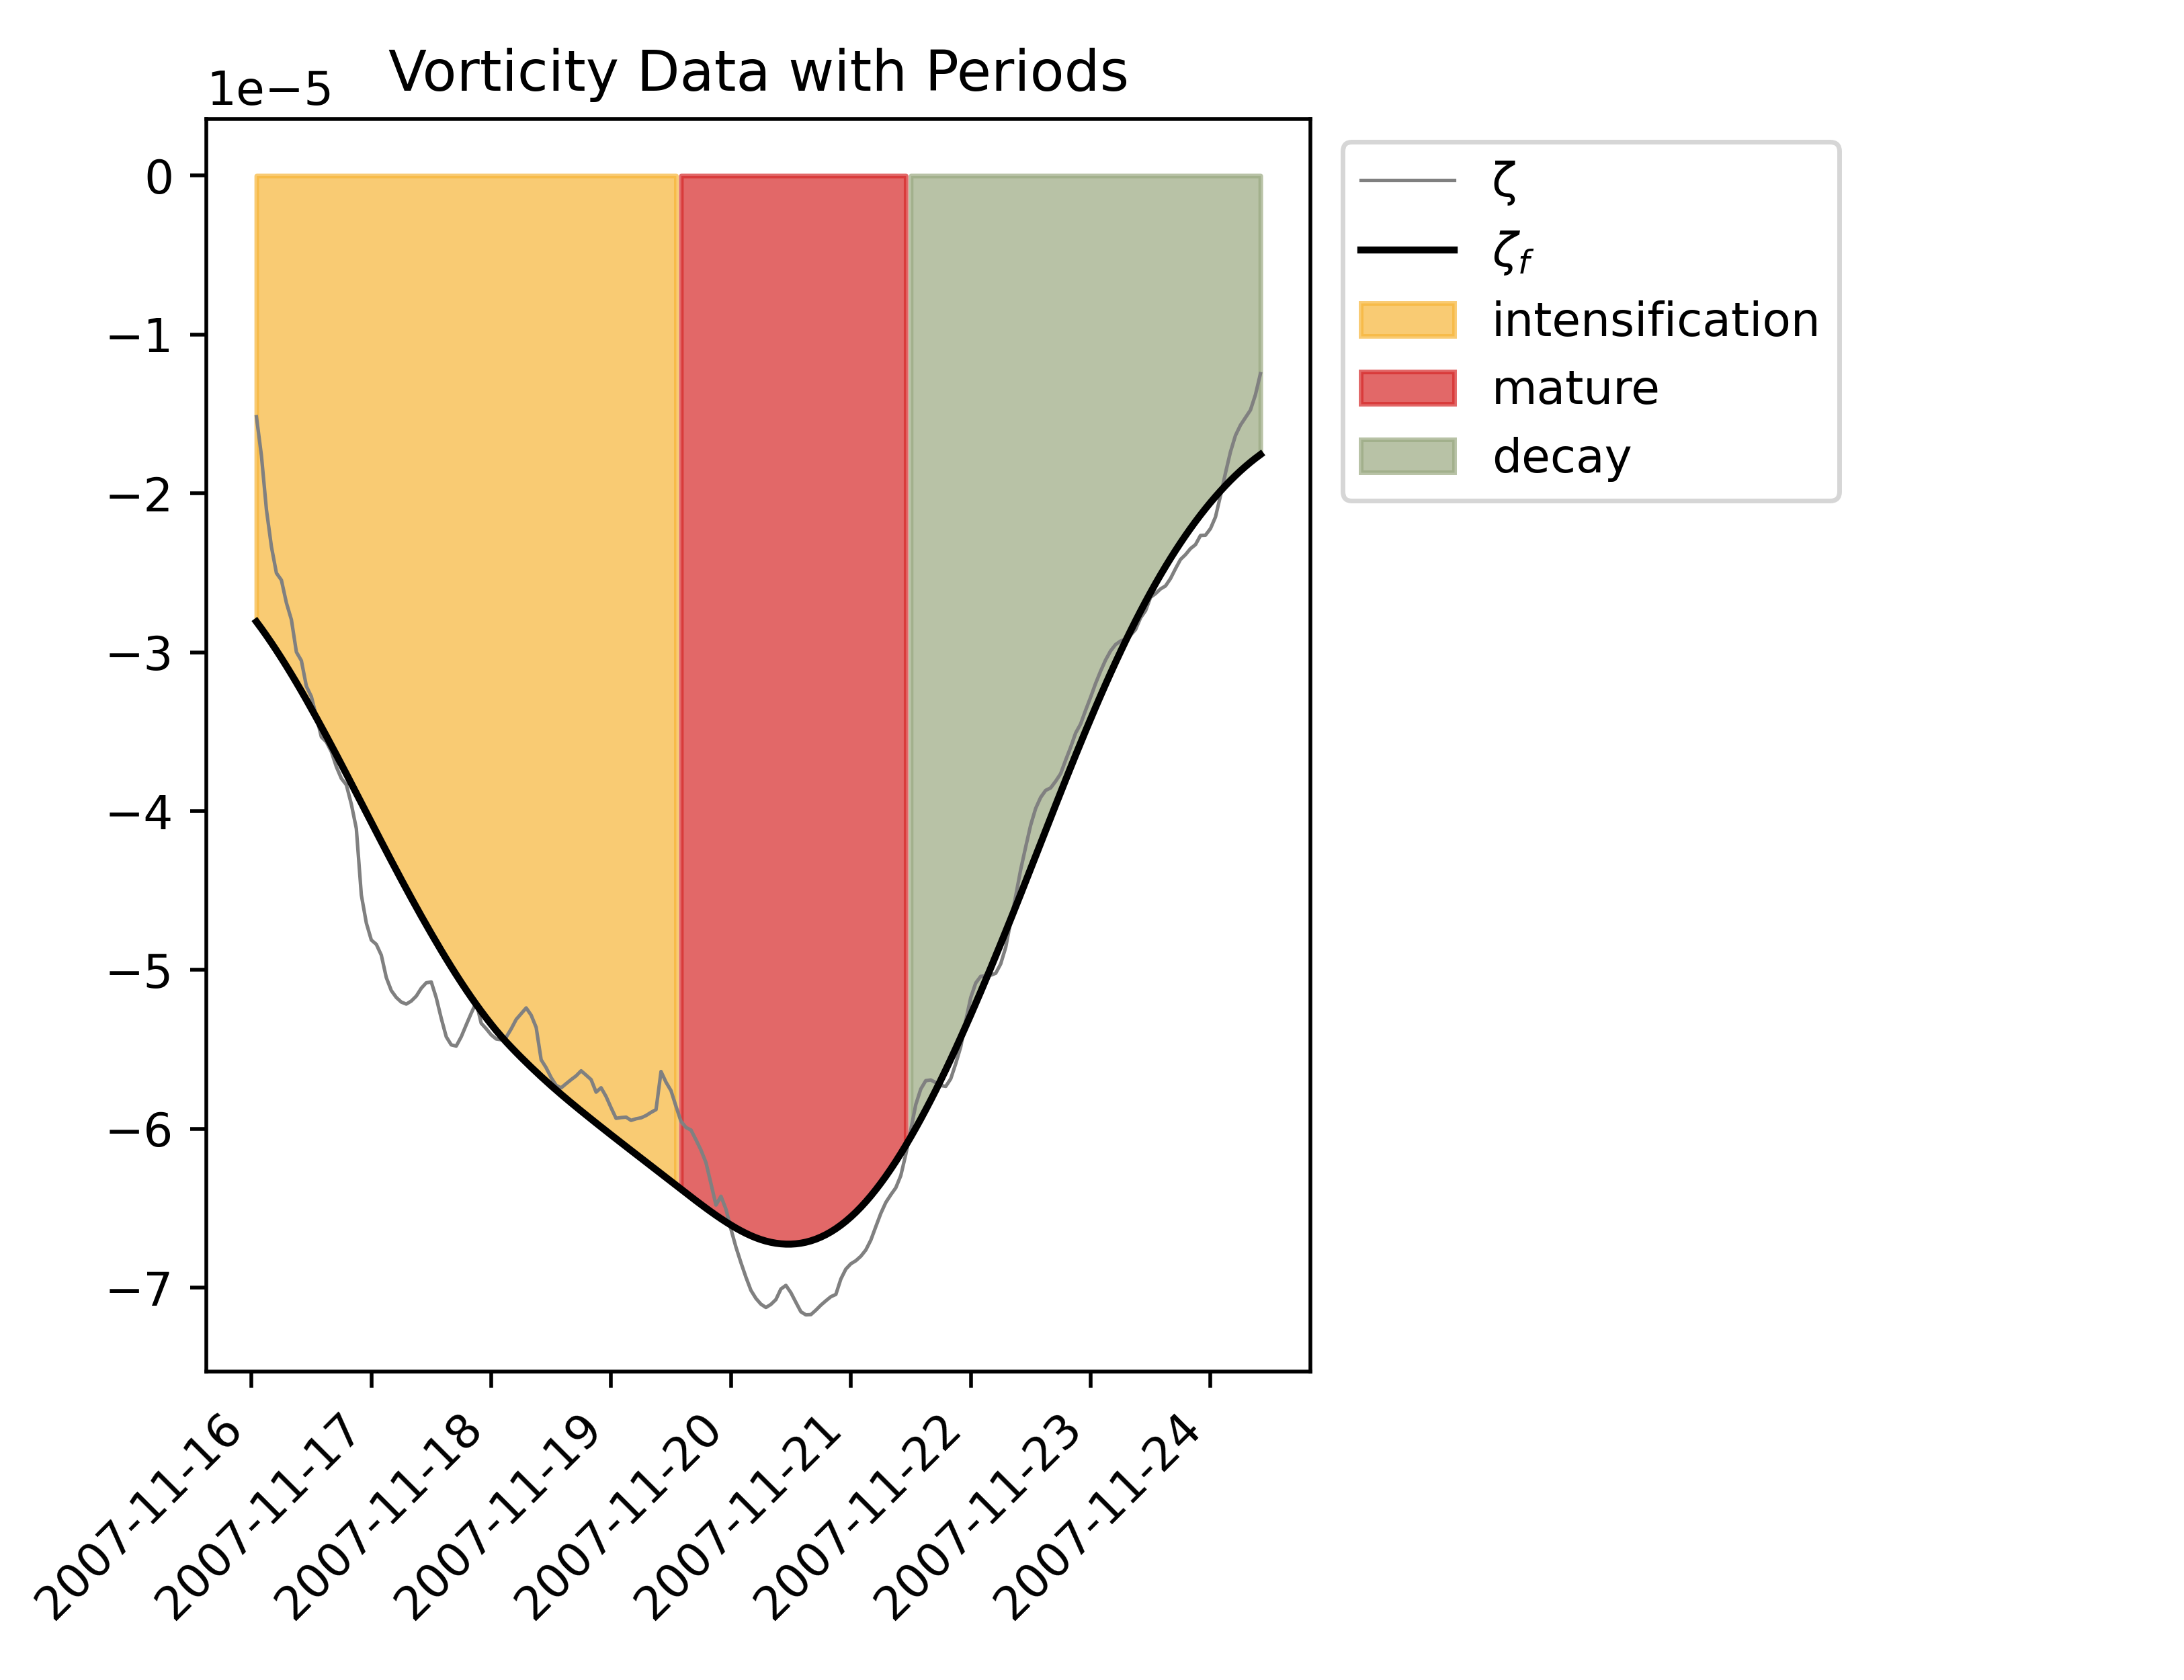 Vorticity Data with Periods
1e−5
0
−1
−2
−3
−4
−5
−6
−7
2007-11-16
2007-11-17
2007-11-18
2007-11-19
2007-11-20
2007-11-21
2007-11-22
2007-11-23
2007-11-24
ζ
ζf
intensification
mature
decay